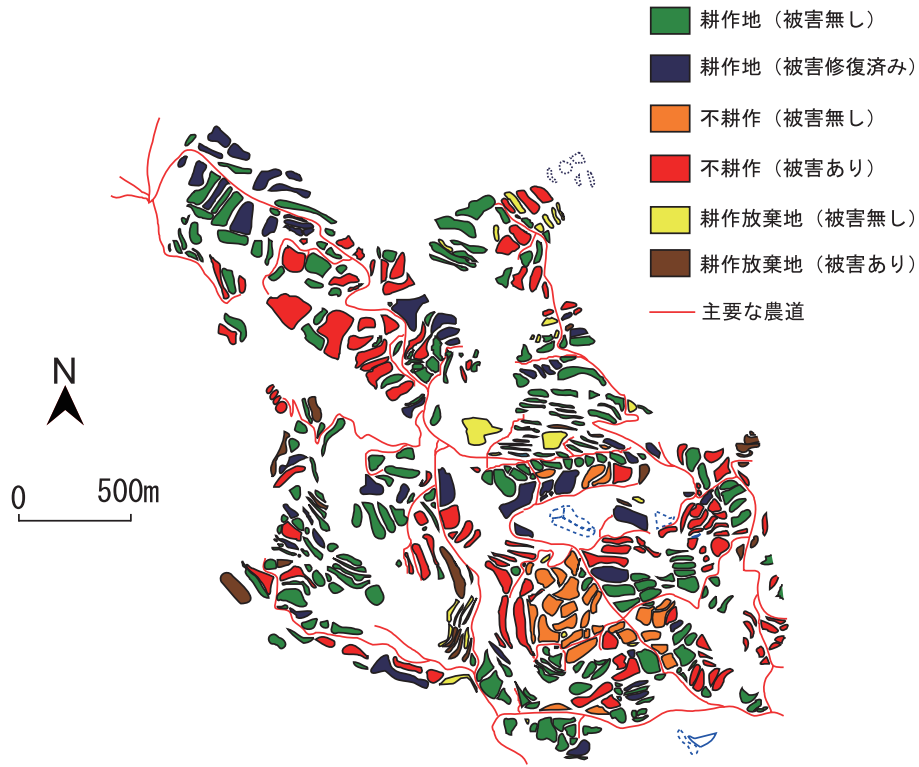 耕作地（被害無し）
耕作地（被害修復済み）
不耕作（被害無し）
不耕作（被害あり）
耕作放棄地（被害無し）
耕作放棄地（被害あり）
主要な農道
N
0 500m